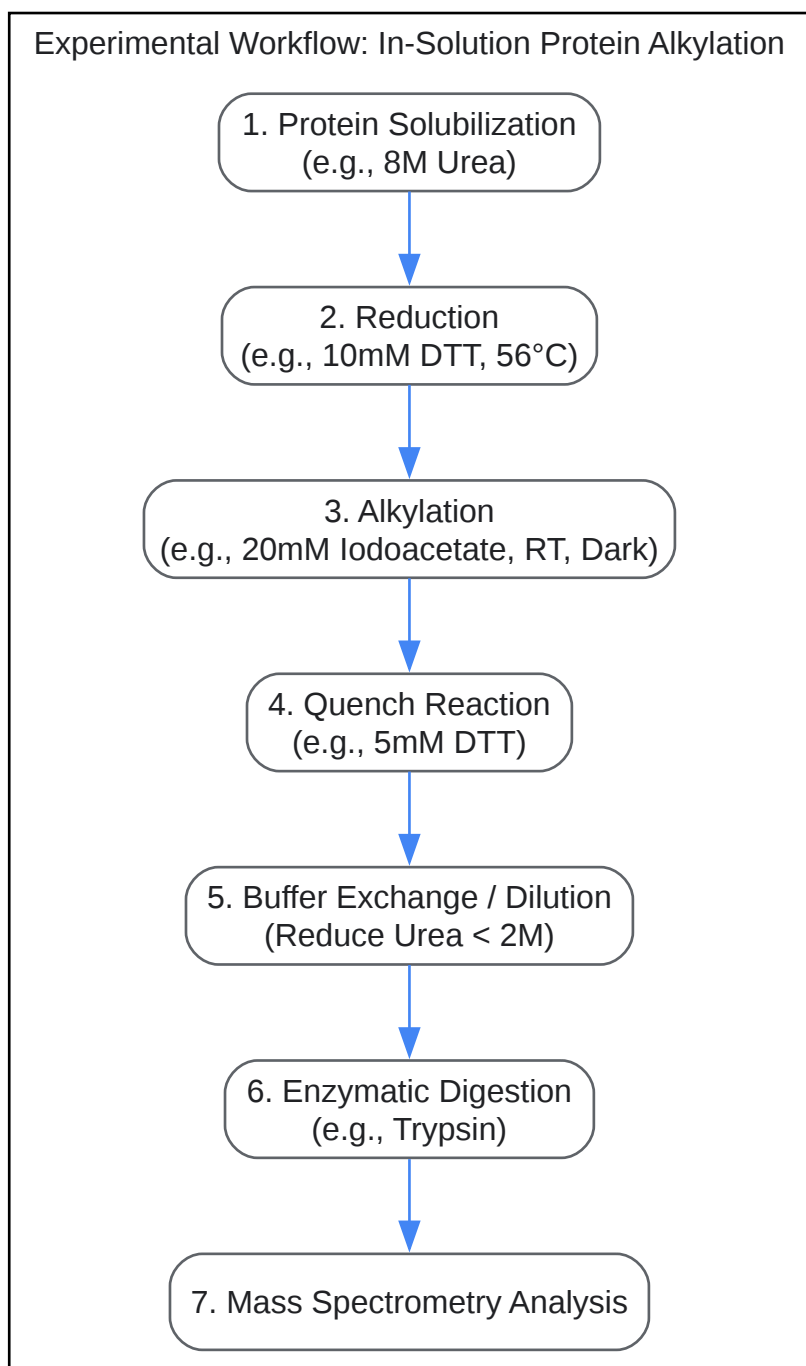 Experimental Workflow: In-Solution Protein Alkylation
1. Protein Solubilization
(e.g., 8M Urea)
2. Reduction
(e.g., 10mM DTT, 56°C)
3. Alkylation
(e.g., 20mM Iodoacetate, RT, Dark)
4. Quench Reaction
(e.g., 5mM DTT)
5. Buffer Exchange / Dilution
(Reduce Urea < 2M)
6. Enzymatic Digestion
(e.g., Trypsin)
7. Mass Spectrometry Analysis